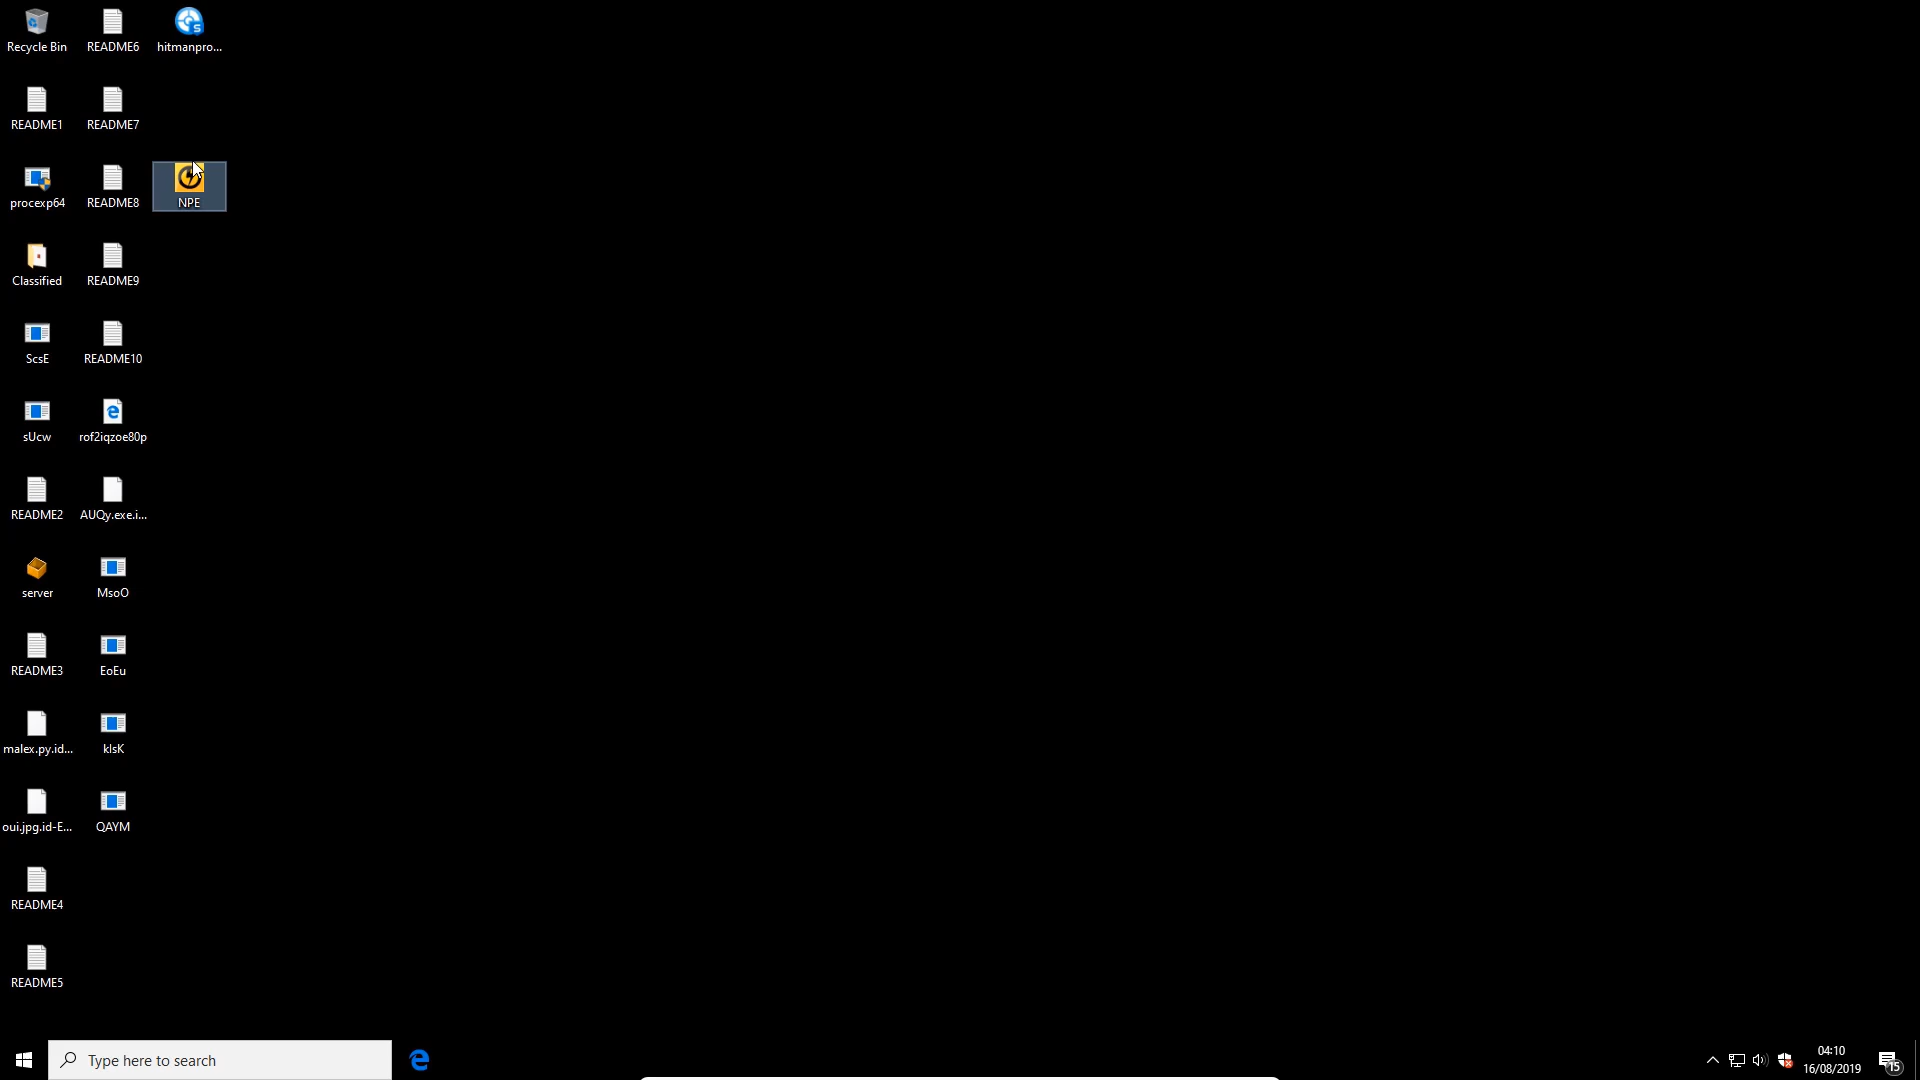 Recycle Bin
README6
hitmanpro...
README1
README7
procexp64
README8
NPE
Classified
README9
ScsE
README10
sUcw
rof2iqzoe80p
README2
AUQy.exe.i...
server
MsoO
README3
EoEu
malex.py.id...
klsK
oui.jpg.id-E...
QAYM
README4
README5
Type here to search
04:10
16/08/2019
15